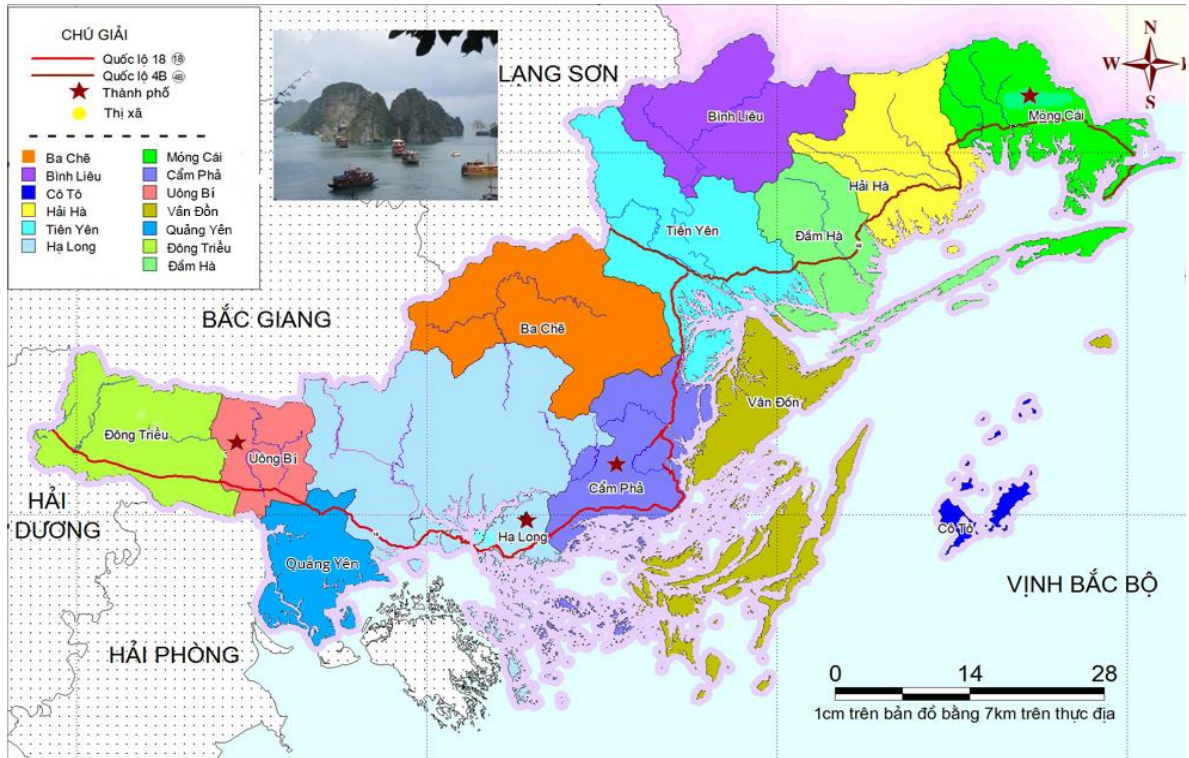 CHÚ GIẢI
Quốc lộ 18 18
Quốc lộ 4B 4B
Thành phố
Thị xã
Ba Chẽ
Bình Liêu
Cô Tô
Hải Hà
Tiên Yên
Hạ Long
Móng Cái
Cẩm Phả
Uông Bí
Vân Đồn
Quảng Yên
Đông Triều
Đầm Hà
LẠNG SƠN
N
W
S
Bình Liêu
Móng Cái
Hải Hà
Tiên Yên
Đầm Hà
BẮC GIANG
Ba Chẽ
Vân Đồn
Đông Triều
Uông Bí
Cẩm Phả
HẢI
DƯƠNG
Cô Tô
Hạ Long
Quảng Yên
VỊNH BẮC BỘ
HẢI PHÒNG
0 14 28
1cm trên bản đồ bằng 7km trên thực địa